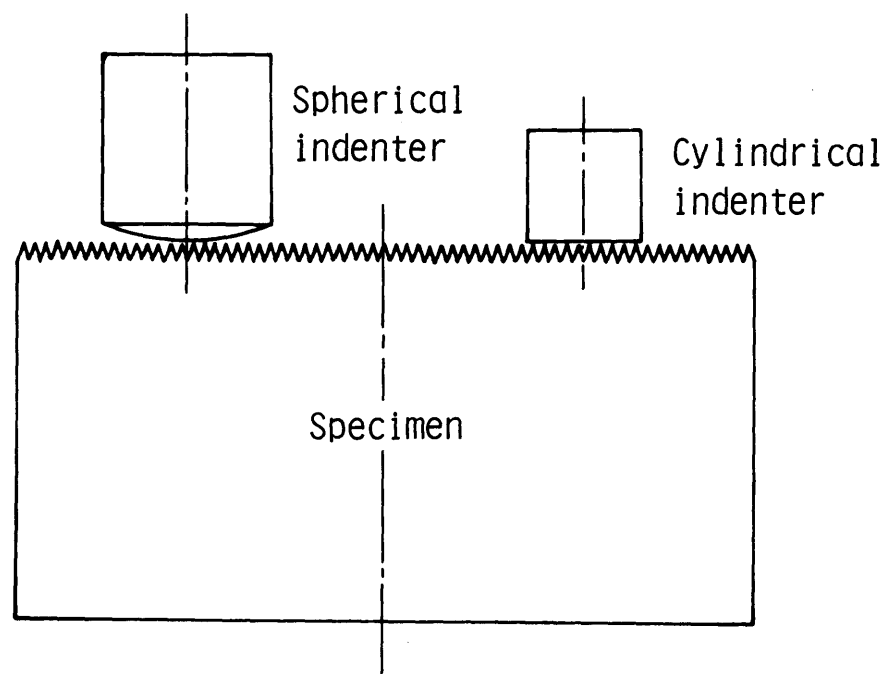 Spherical
indenter
Cylindrical
indenter
Specimen